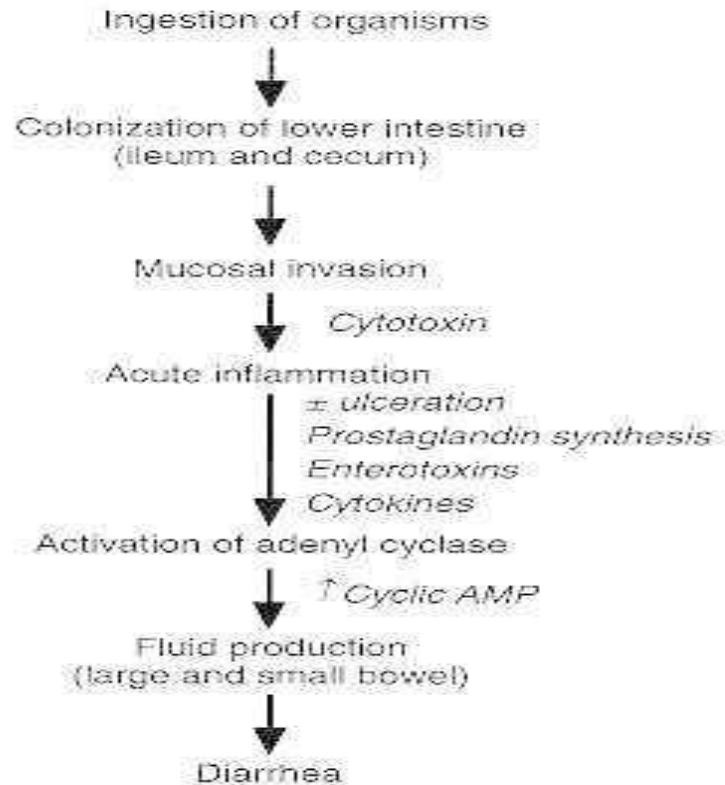 Ingestion of organisms
Colonization of lower intestine
(ileum and cecum)
Mucosal invasion
Cytotoxin
Acute inflammation
± ulceration
Prostaglandin synthesis
Enterotoxins
Cytokines
Activation of adenyl cyclase
↑ Cyclic AMP
Fluid production
(large and small bowel)
Diarrhea